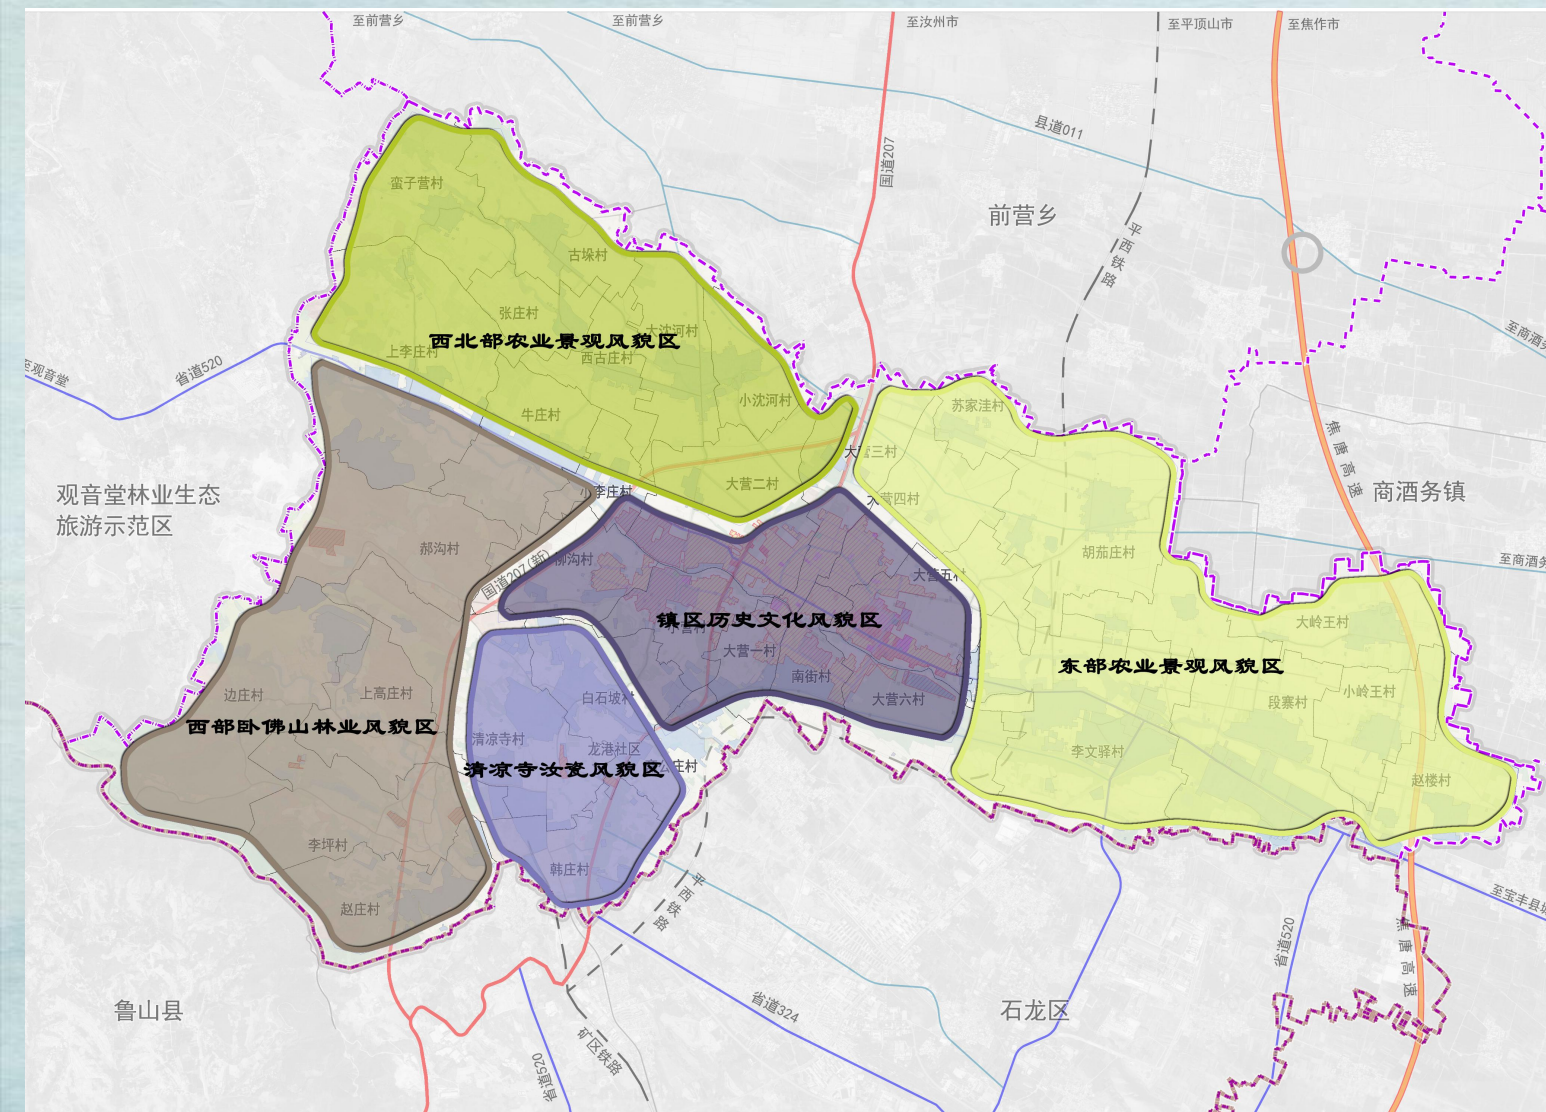 至前营乡
至前营乡
至汝州市
至平顶山市
至焦作市
县道011
国道207
蛮子营村
前营乡
平西铁路
古垛村
张庄村
大沈河村
西北部农业景观风貌区
上李庄村
西古庄村
至商酒务
省道520
至观音堂
小沈河村
苏家洼村
牛庄村
大营三村
焦唐高速
大营二村
小李庄村
大营四村
商酒务镇
观音堂林业生态
旅游示范区
郝沟村
胡茄庄村
国道207(新)
柳沟村
大营五村
至商酒务
镇区历史文化风貌区
大岭王村
大营一村
东部农业景观风貌区
南街村
边庄村
上高庄村
白石坡村
大营六村
段寨村
小岭王村
西部卧佛山林业风貌区
清凉寺村
龙港社区
李文驿村
清凉寺汝瓷风貌区
庄村
赵楼村
李坪村
韩庄村
平西铁路
至宝丰县城
赵庄村
省道520
焦唐高速
鲁山县
省道324
石龙区
矿区铁路
省道520